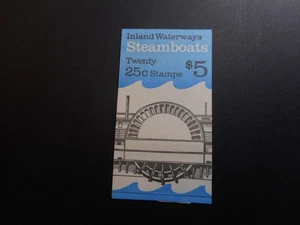 Inland Waterways
Steamboats
Twenty
25c Stamps $5